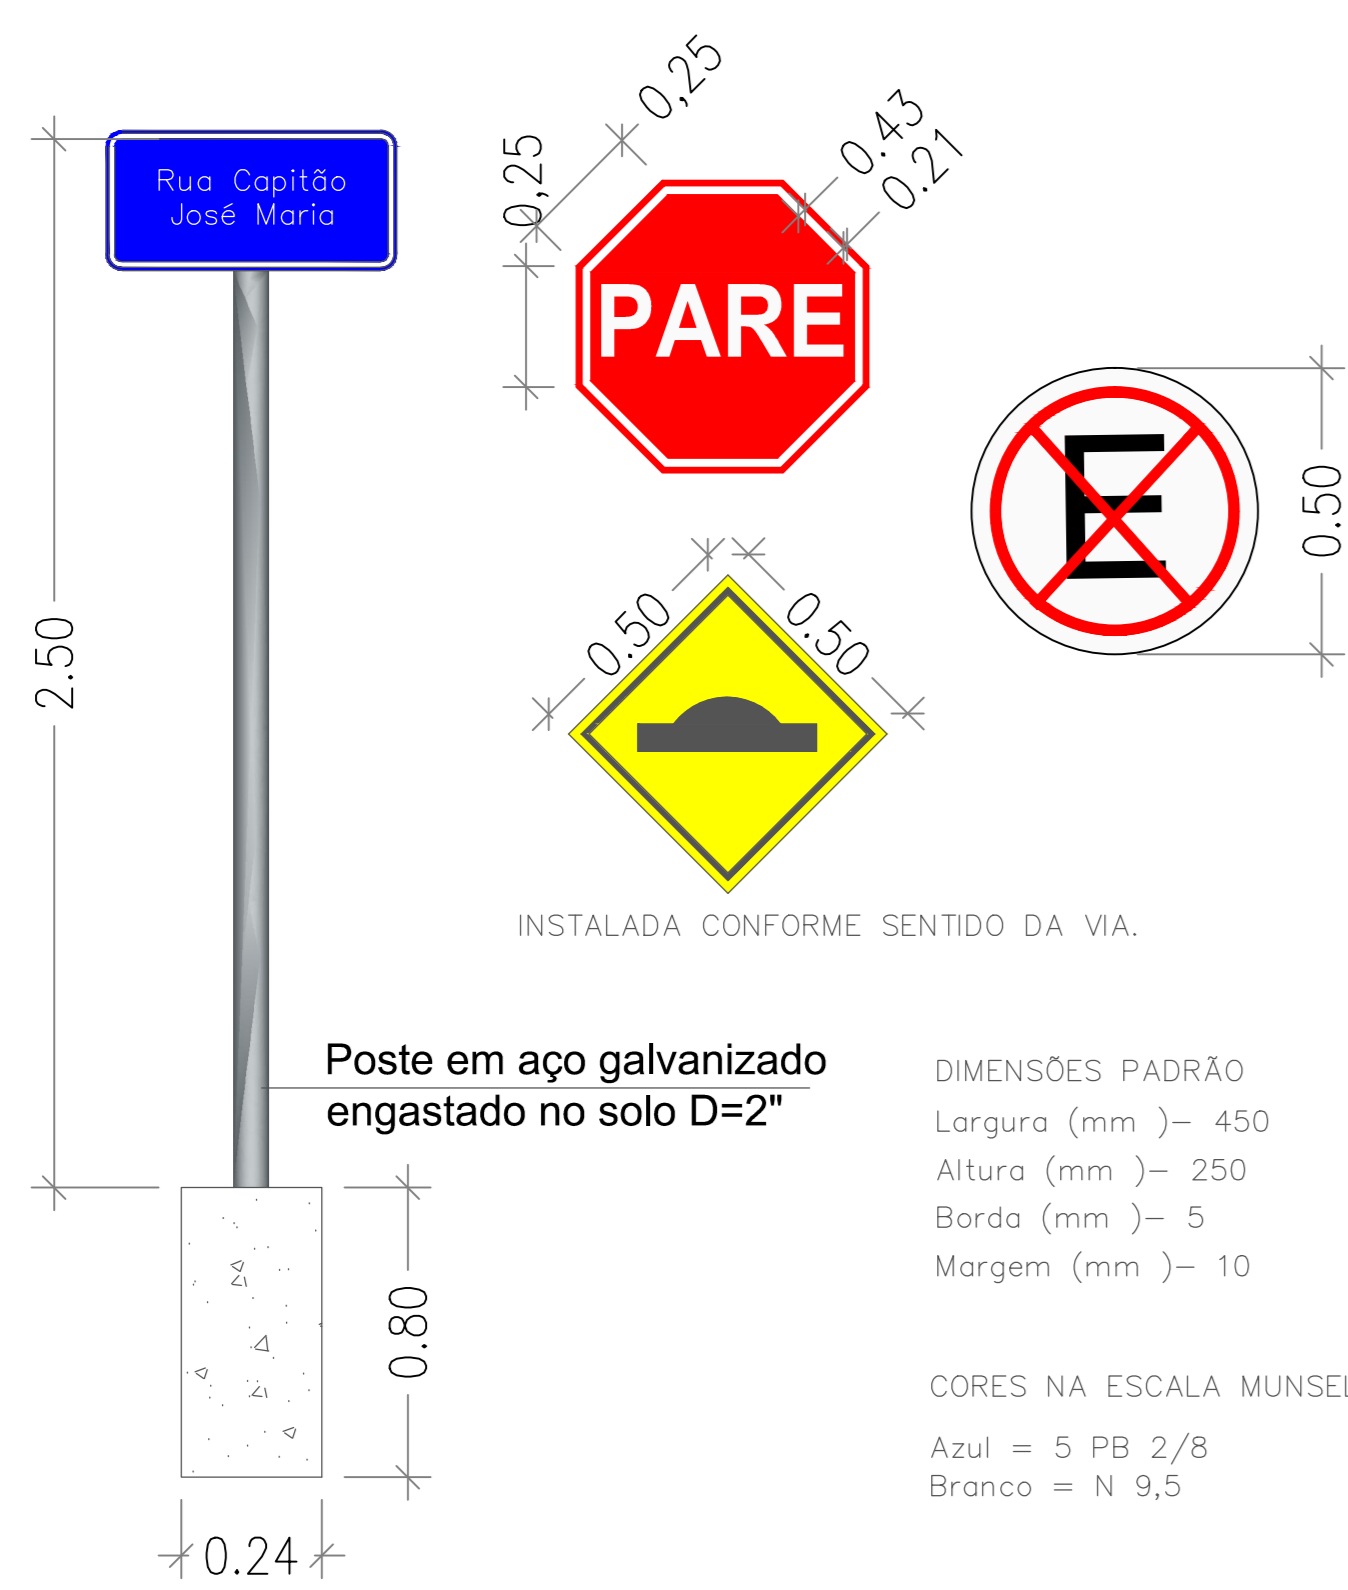 Rua Capitão
José Maria
2.50
0,25
0,25
0.43
0.21
PARE
E
0.50
0.50
0.50
INSTALADA CONFORME SENTIDO DA VIA.
Poste em aço galvanizado
engastado no solo D=2"
0.80
0.24
DIMENSÕES PADRÃO
Largura (mm )– 450
Altura (mm )– 250
Borda (mm )– 5
Margem (mm )– 10
CORES NA ESCALA MUNSEL
Azul = 5 PB 2/8
Branco = N 9,5